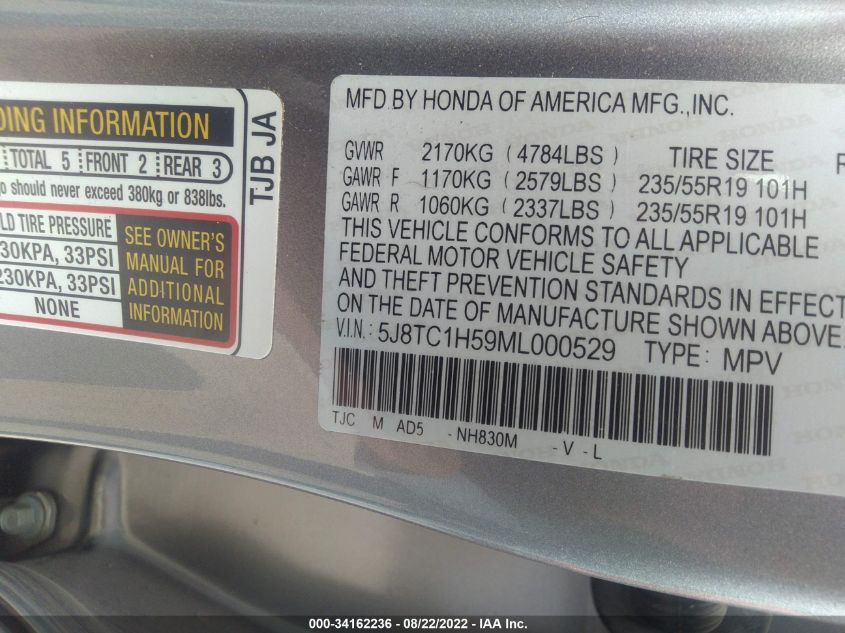 DING INFORMATION
TOTAL 5 FRONT 2 REAR 3
go should never exceed 380kg or 838lbs.
LD TIRE PRESSURE
30KPA, 33PSI
230KPA, 33PSI
NONE
SEE OWNER'S
MANUAL FOR
ADDITIONAL
INFORMATION
TJB JA
MFD.BY HONDA OF AMERICA MFG.,INC.
GVWR 2170KG (4784LBS) TIRE SIZE R
GAWR F 1170KG (2579LBS) 235/55R19 101H
GAWR R 1060KG (2337LBS) 235/55R19 101H
THIS VEHICLE CONFORMS TO ALL APPLICABLE
FEDERAL MOTOR VEHICLE SAFETY
AND THEFT PREVENTION STANDARDS IN EFFECT
ON THE DATE OF MANUFACTURE SHOWN ABOVE.
V.I.N: 5J8TC1H59ML000529 TYPE: MPV
TJC M AD5 -NH830M -V-L
000-34162236 - 08/22/2022 - IAA Inc.